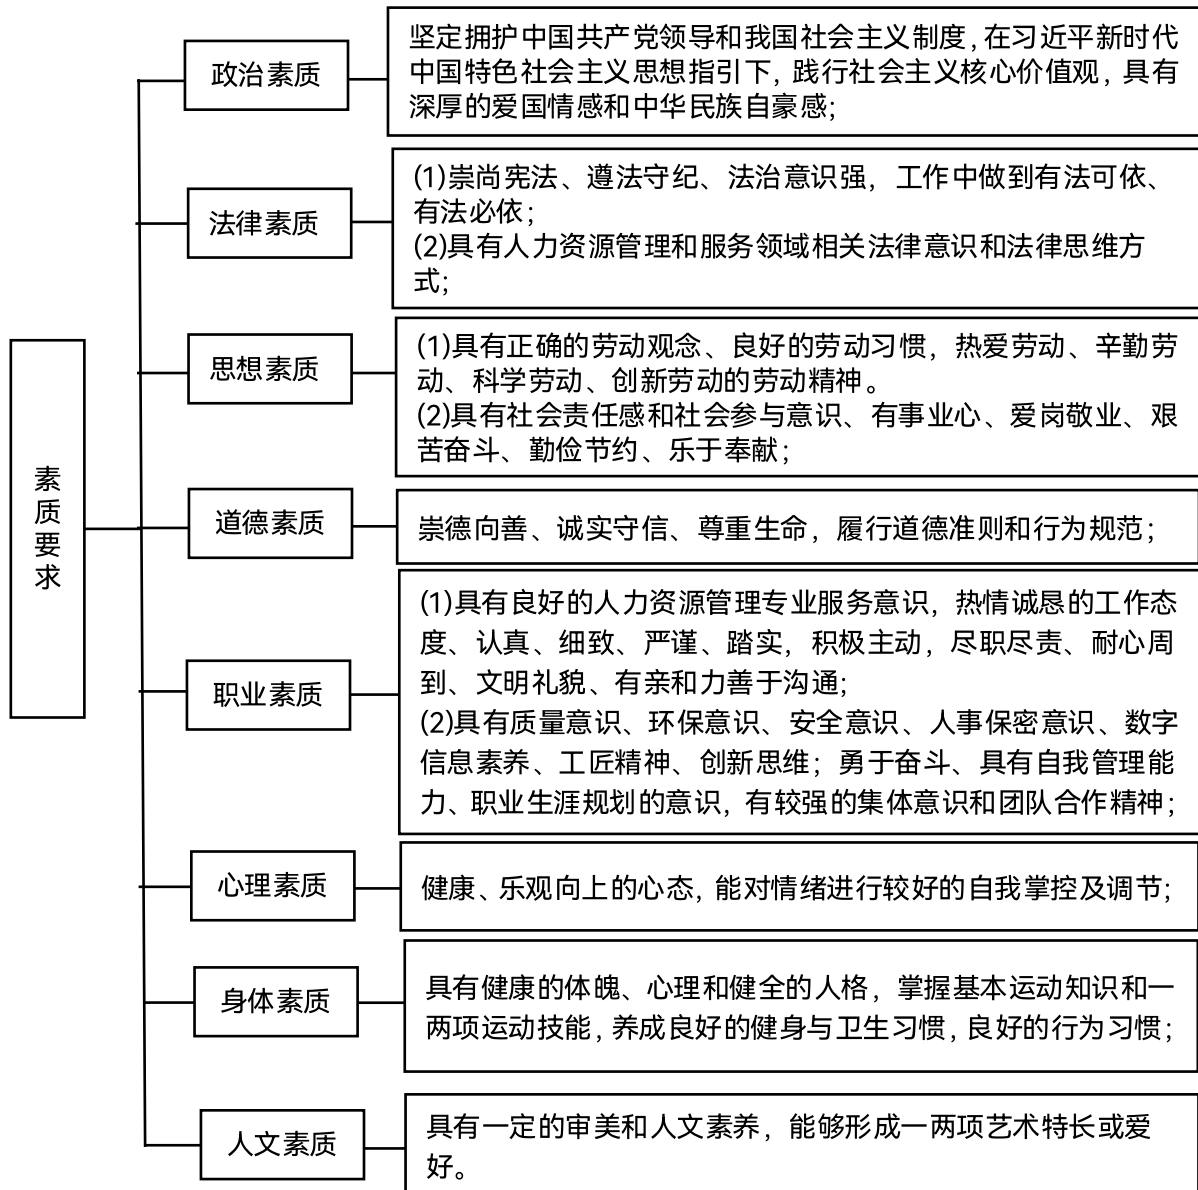 素
质
要
求
政治素质
坚定拥护中国共产党领导和我国社会主义制度,在习近平新时代
中国特色社会主义思想指引下,践行社会主义核心价值观,具有
深厚的爱国情感和中华民族自豪感;
法律素质
(1)崇尚宪法、遵法守纪、法治意识强，工作中做到有法可依、
有法必依；
(2)具有人力资源管理和服务领域相关法律意识和法律思维方
式；
思想素质
(1)具有正确的劳动观念、良好的劳动习惯，热爱劳动、辛勤劳
动、科学劳动、创新劳动的劳动精神。
(2)具有社会责任感和社会参与意识、有事业心、爱岗敬业、艰
苦奋斗、勤俭节约、乐于奉献；
道德素质
崇德向善、诚实守信、尊重生命，履行道德准则和行为规范；
职业素质
(1)具有良好的人力资源管理专业服务意识，热情诚恳的工作态
度、认真、细致、严谨、踏实，积极主动，尽职尽责、耐心周
到、文明礼貌、有亲和力善于沟通;
(2)具有质量意识、环保意识、安全意识、人事保密意识、数字
信息素养、工匠精神、创新思维；勇于奋斗、具有自我管理能
力、职业生涯规划的意识,有较强的集体意识和团队合作精神；
心理素质
健康、乐观向上的心态,能对情绪进行较好的自我掌控及调节；
身体素质
具有健康的体魄、心理和健全的人格，掌握基本运动知识和一
两项运动技能,养成良好的健身与卫生习惯,良好的行为习惯；
人文素质
具有一定的审美和人文素养，能够形成一两项艺术特长或爱
好。